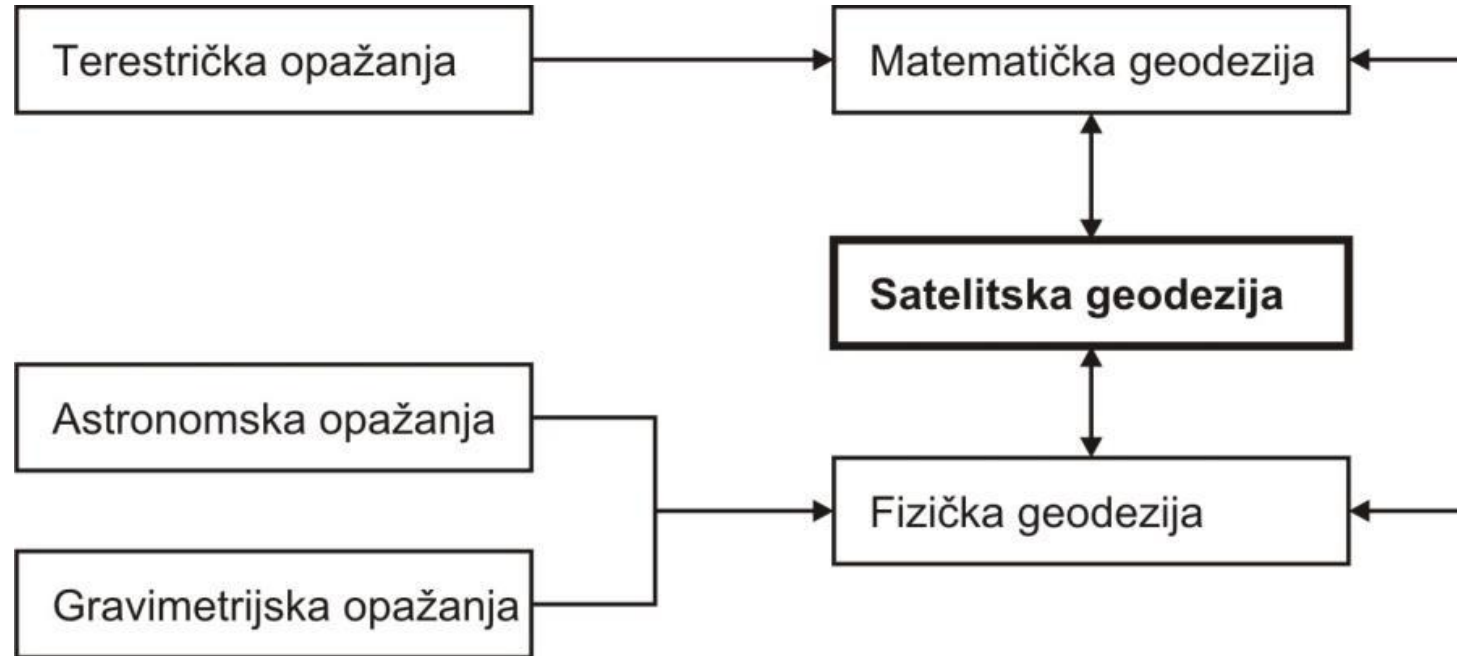 Terestrička opažanja
Matematička geodezija
Satelitska geodezija
Astronomska opažanja
Fizička geodezija
Gravimetrijska opažanja